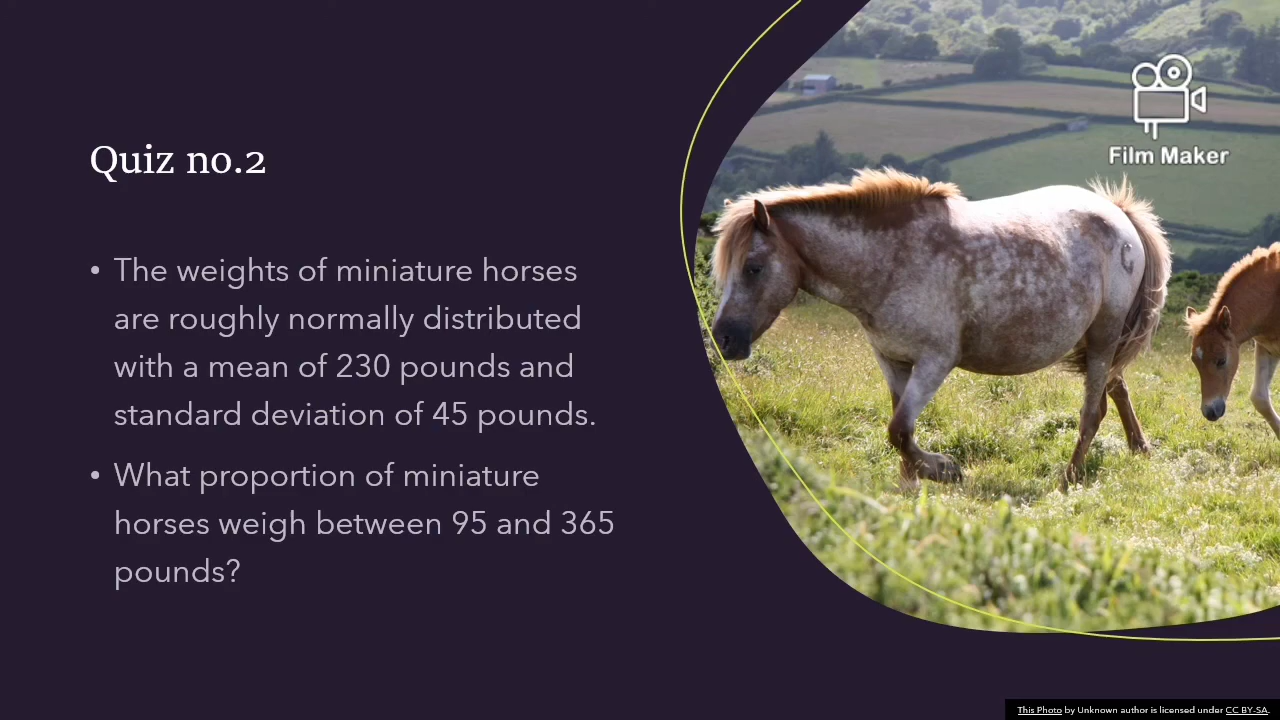 Quiz no.2
• The weights of miniature horses
are roughly normally distributed
with a mean of 230 pounds and
standard deviation of 45 pounds.
• What proportion of miniature
horses weigh between 95 and 365
pounds?
Film Maker
This Photo by Unknown author is licensed under CC BY-SA.